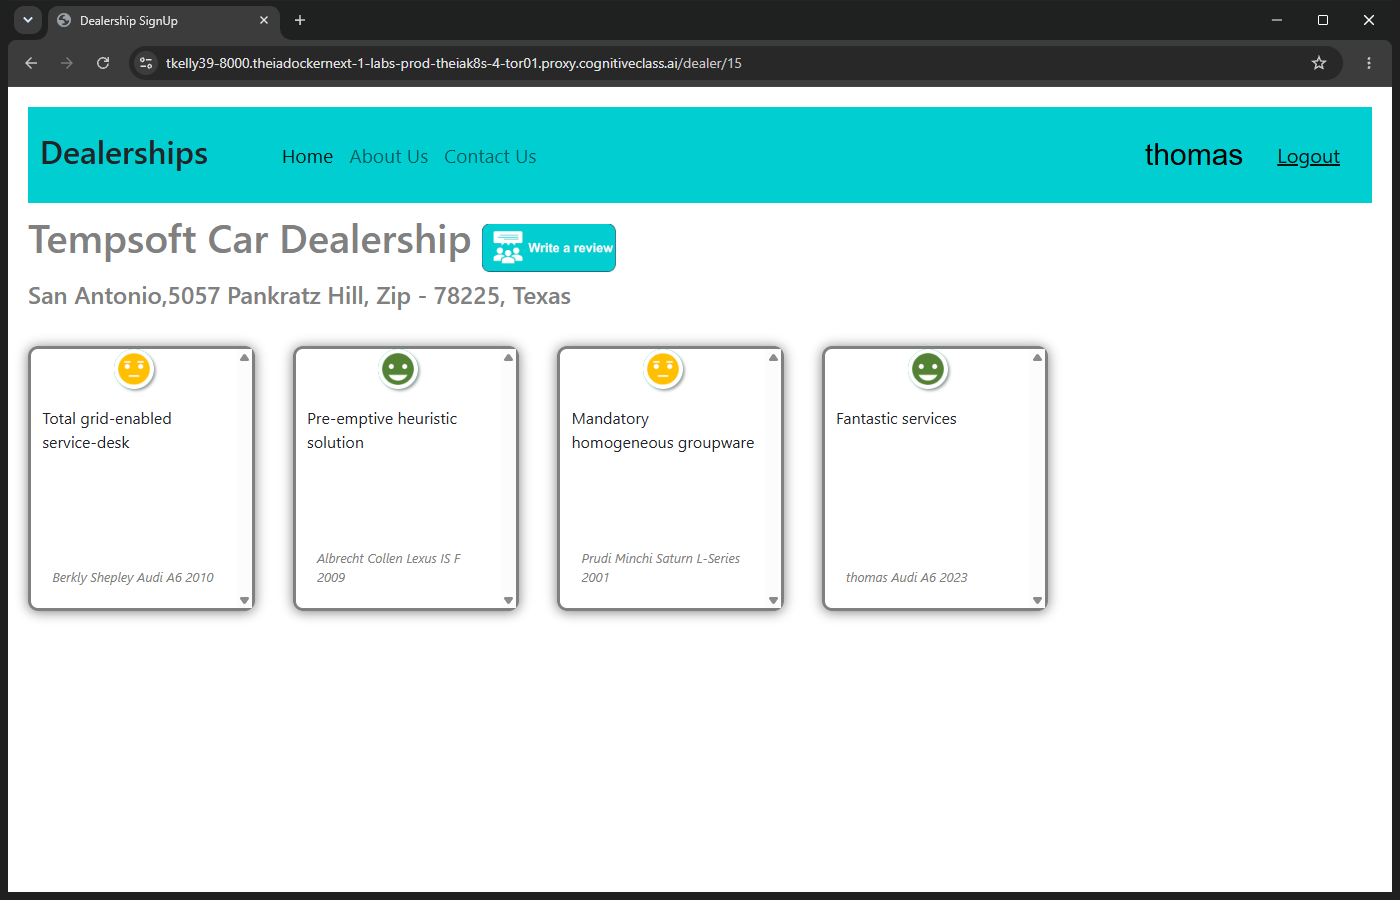 Dealership SignUp
tkelly39-8000.theiadockernext-1-labs-prod-theiak8s-4-tor01.proxy.cognitiveclass.ai/dealer/15
Dealerships Home About Us Contact Us thomas Logout
Tempsoft Car Dealership Write a review
San Antonio,5057 Pankratz Hill, Zip - 78225, Texas
Total grid-enabled
service-desk
Berkly Shepley Audi A6 2010
Pre-emptive heuristic
solution
Albrecht Collen Lexus IS F
2009
Mandatory
homogeneous groupware
Prudi Minchi Saturn L-Series
2001
Fantastic services
thomas Audi A6 2023